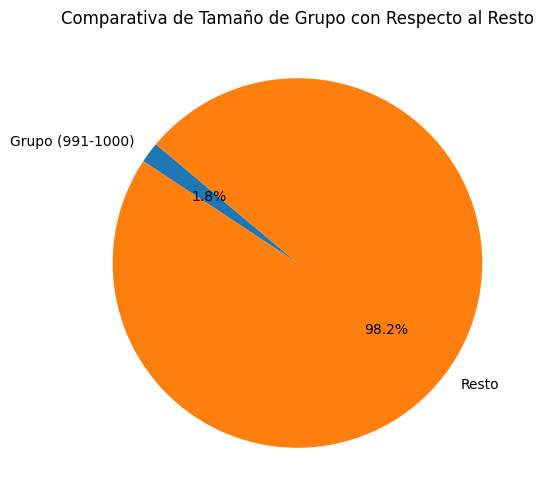 Comparativa de Tamaño de Grupo con Respecto al Resto
Grupo (991-1000)
1.8%
98.2%
Resto